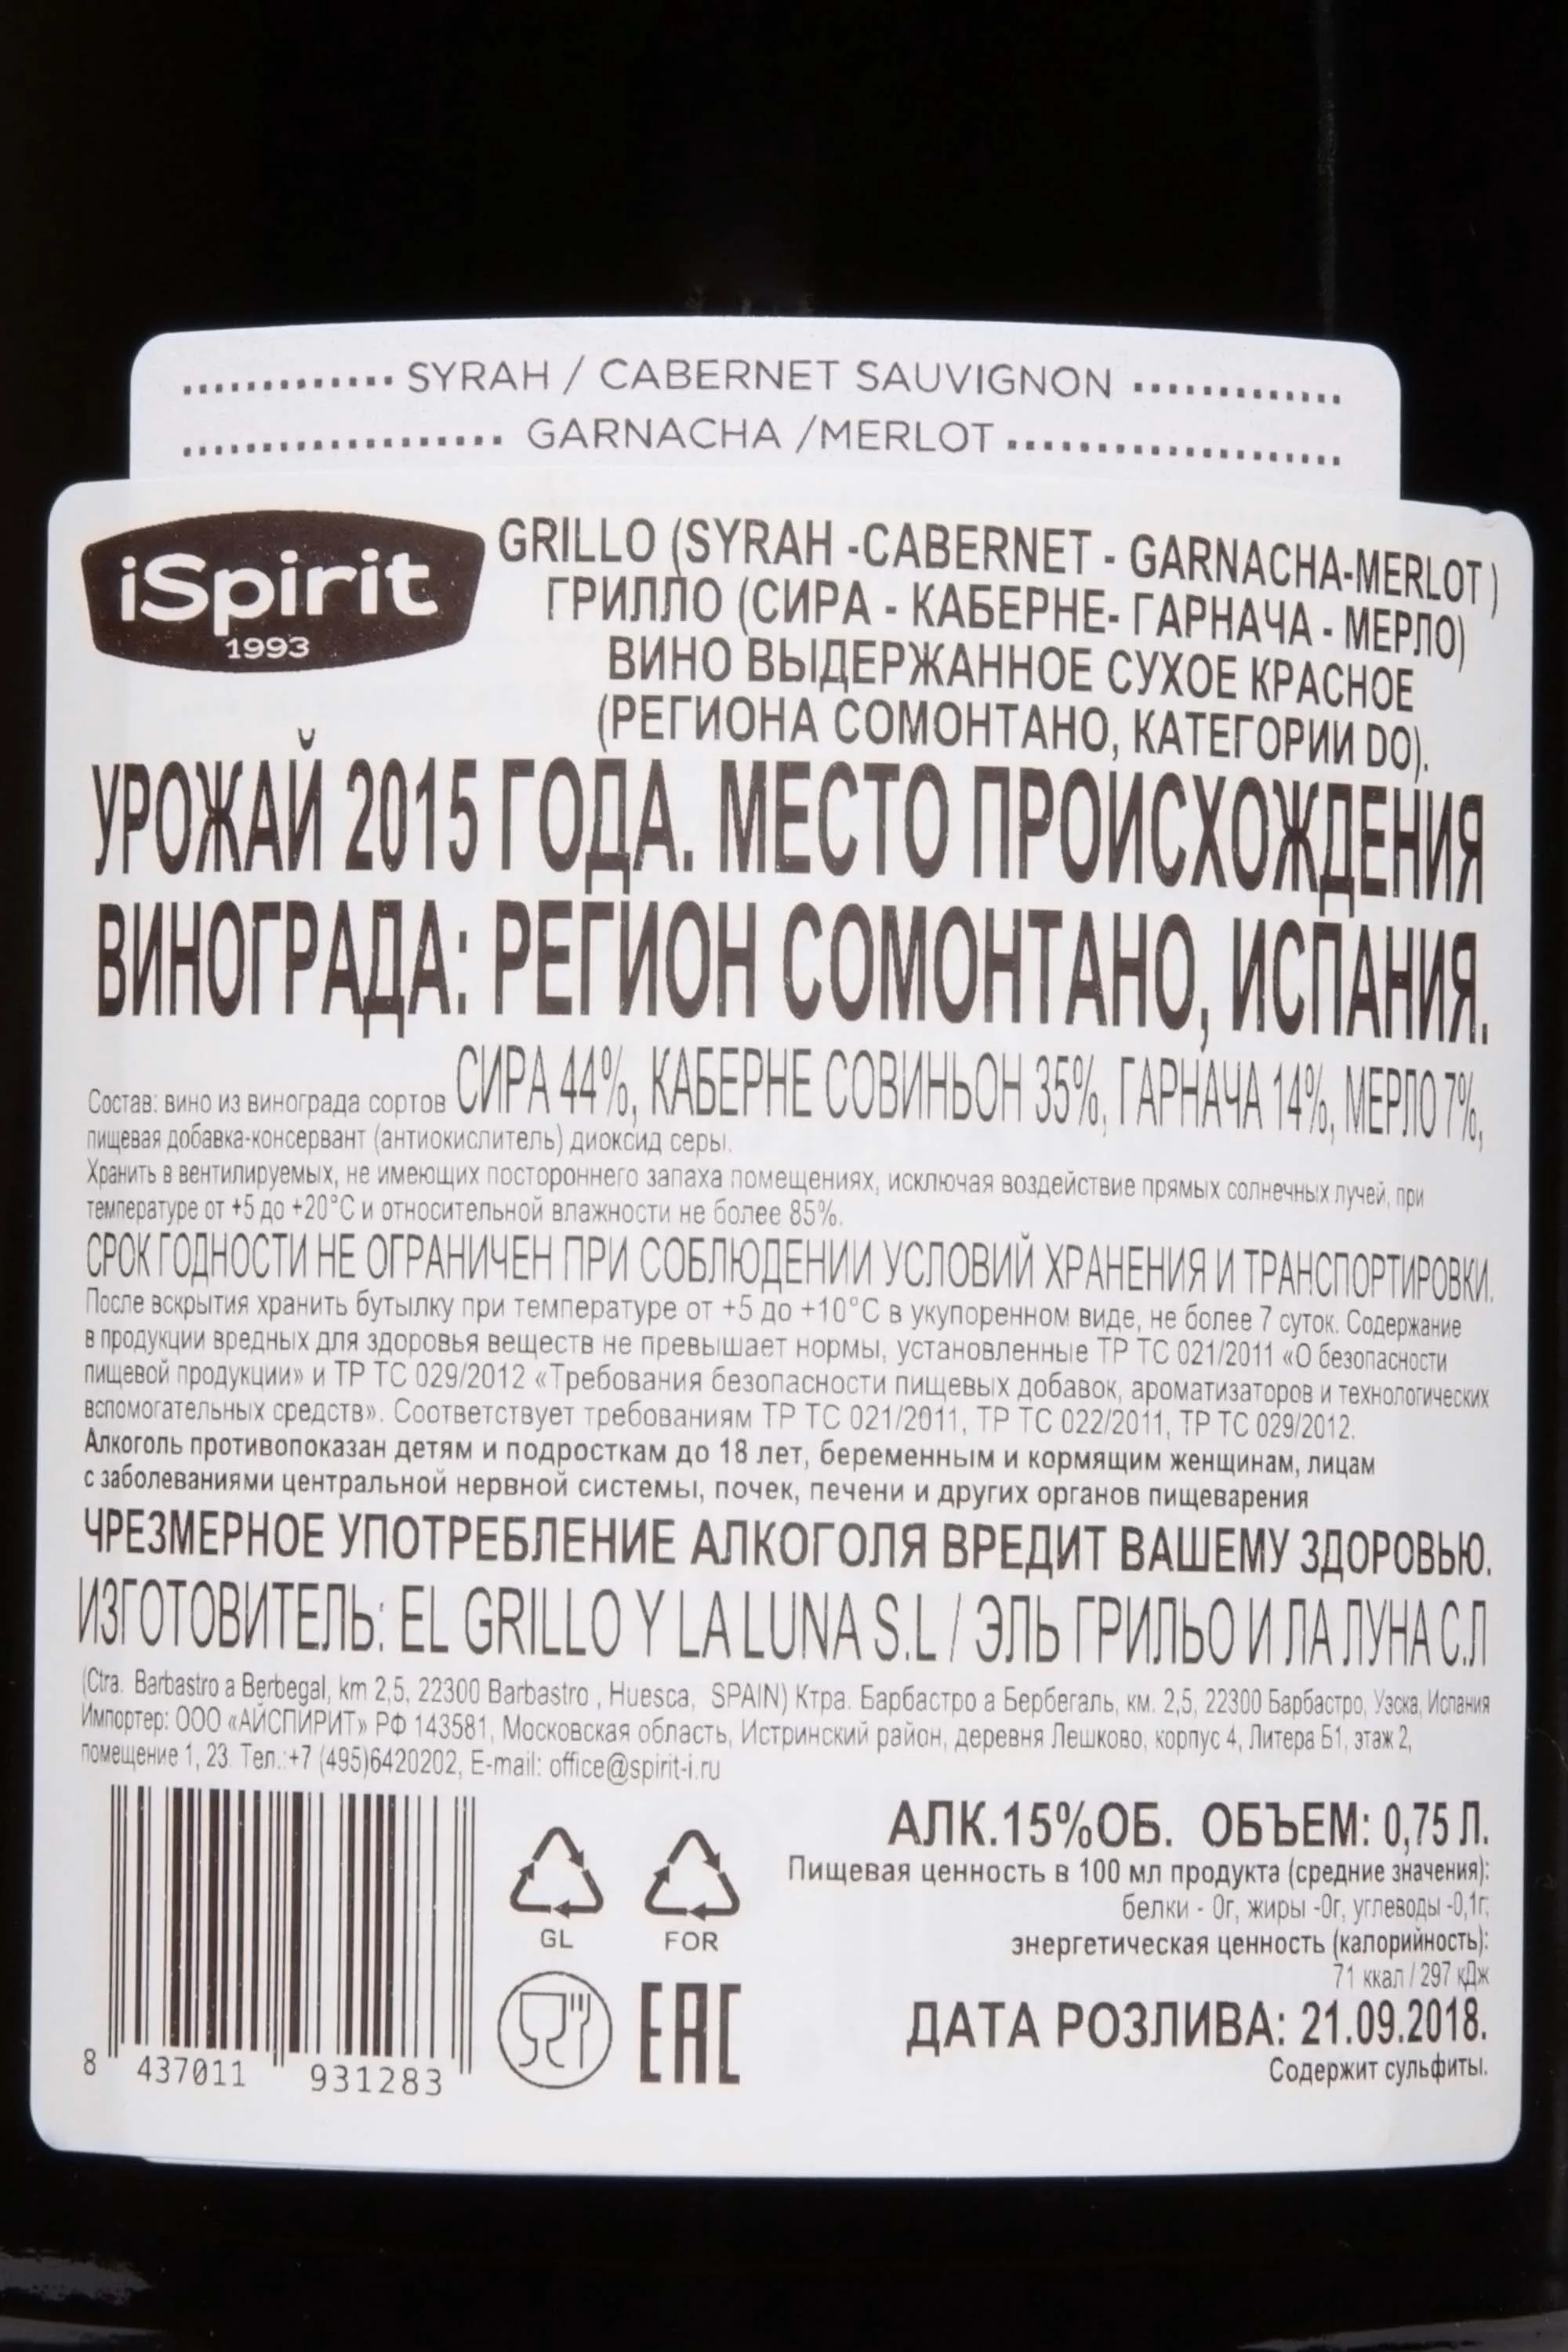 SYRAH / CABERNET SAUVIGNON
GARNACHA /MERLOT
iSpirit
1993
GRILLO (SYRAH -CABERNET - GARNACHA-MERLOT )
ГРИЛЛО (СИРА - КАБЕРНЕ- ГАРНАЧА - МЕРЛО)
ВИНО ВЫДЕРЖАННОЕ СУХОЕ КРАСНОЕ
(РЕГИОНА СОМОНТАНО, КАТЕГОРИИ DO).
УРОЖАЙ 2015 ГОДА. МЕСТО ПРОИСХОЖДЕНИЯ
ВИНОГРАДА: РЕГИОН СОМОНТАНО, ИСПАНИЯ.
Состав: вино из винограда сортов СИРА 44%, КАБЕРНЕ СОВИНЬОН 35%, ГАРНАЧА 14%, МЕРЛО 7%,
пищевая добавка-консервант (антиокислитель) диоксид серы.
Хранить в вентилируемых, не имеющих постороннего запаха помещениях, исключая воздействие прямых солнечных лучей, при
температуре от +5 до +20°С и относительной влажности не более 85%.
СРОК ГОДНОСТИ НЕ ОГРАНИЧЕН ПРИ СОБЛЮДЕНИИ УСЛОВИЙ ХРАНЕНИЯ И ТРАНСПОРТИРОВКИ.
После вскрытия хранить бутылку при температуре от +5 до +10°С в укупоренном виде, не более 7 суток. Содержание
в продукции вредных для здоровья веществ не превышает нормы, установленные ТР ТС 021/2011 «О безопасности
пищевой продукции» и ТР ТС 029/2012 «Требования безопасности пищевых добавок, ароматизаторов и технологических
вспомогательных средств». Соответствует требованиям ТР ТС 021/2011, ТР ТС 022/2011, ТР ТС 029/2012.
Алкоголь противопоказан детям и подросткам до 18 лет, беременным и кормящим женщинам, лицам
с заболеваниями центральной нервной системы, почек, печени и других органов пищеварения
ЧРЕЗМЕРНОЕ УПОТРЕБЛЕНИЕ АЛКОГОЛЯ ВРЕДИТ ВАШЕМУ ЗДОРОВЬЮ.
ИЗГОТОВИТЕЛЬ: EL GRILLO Y LA LUNA S.L / ЭЛЬ ГРИЛЬО И ЛА ЛУНА С.Л
(Ctra. Barbastro a Berbegal, km 2,5, 22300 Barbastro , Huesca, SPAIN) Ктра. Барбастро а Бербегаль, км. 2,5, 22300 Барбастро, Уэска, Испания
Импортер: ООО «АЙСПИРИТ» РФ 143581, Московская область, Истринский район, деревня Лешково, корпус 4, Литера Б1, этаж 2,
помещение 1, 23. Тел.:+7 (495)6420202, E-mail: office@spirit-i.ru
АЛК.15%ОБ. ОБЪЕМ: 0,75 Л.
Пищевая ценность в 100 мл продукта (средние значения):
белки - 0г, жиры -0г, углеводы -0,1г;
энергетическая ценность (калорийность):
71 ккал / 297 кДж
ДАТА РОЗЛИВА: 21.09.2018.
Содержит сульфиты.
GL FOR
EAC
8 437011 931283